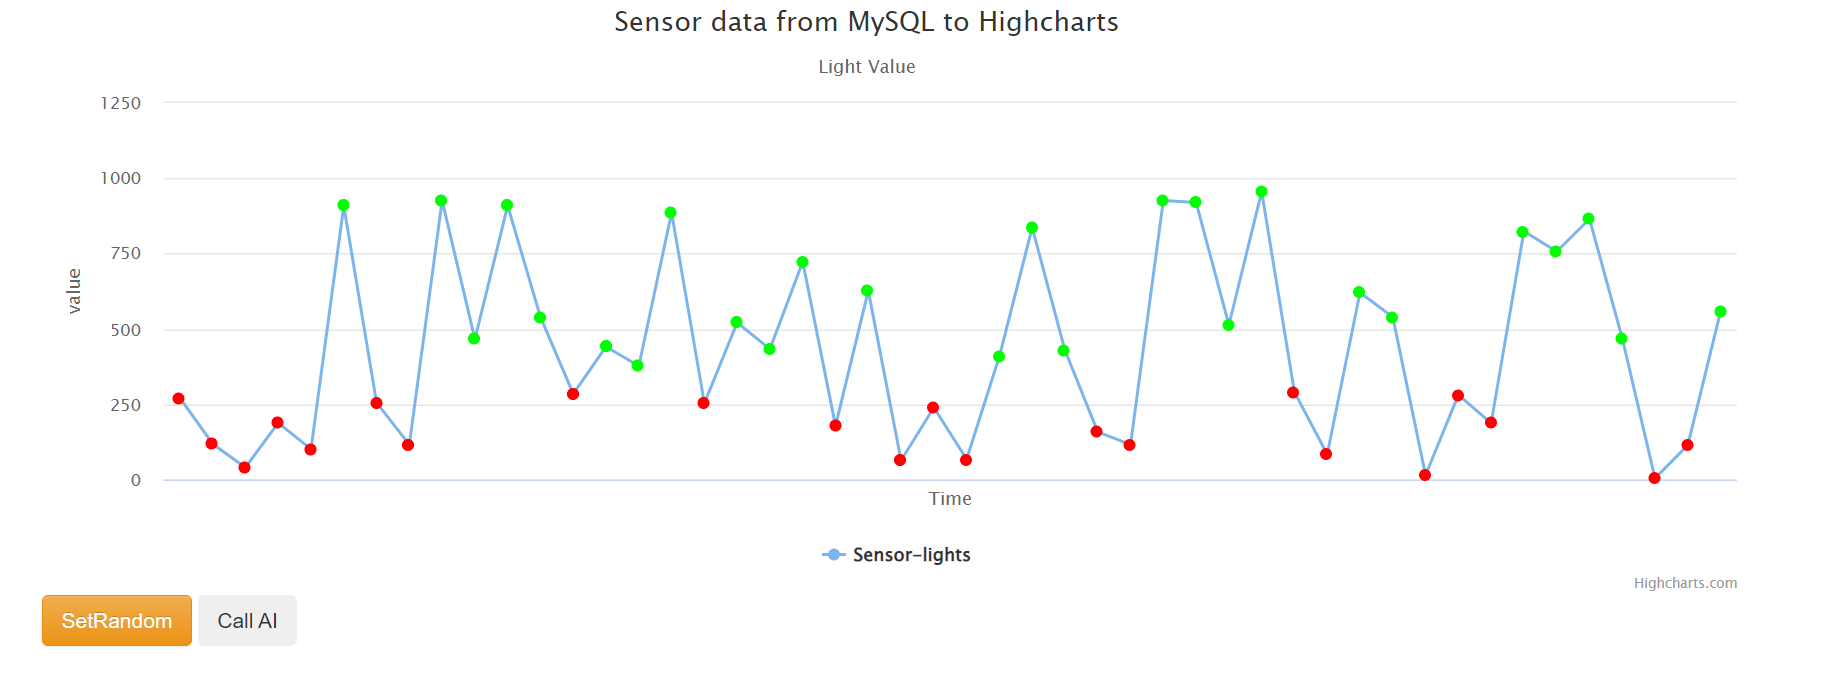 Sensor data from MySQL to Highcharts
Light Value
1250
1000
750
500
250
0
value
Time
Sensor-lights
Highcharts.com
SetRandom
Call AI